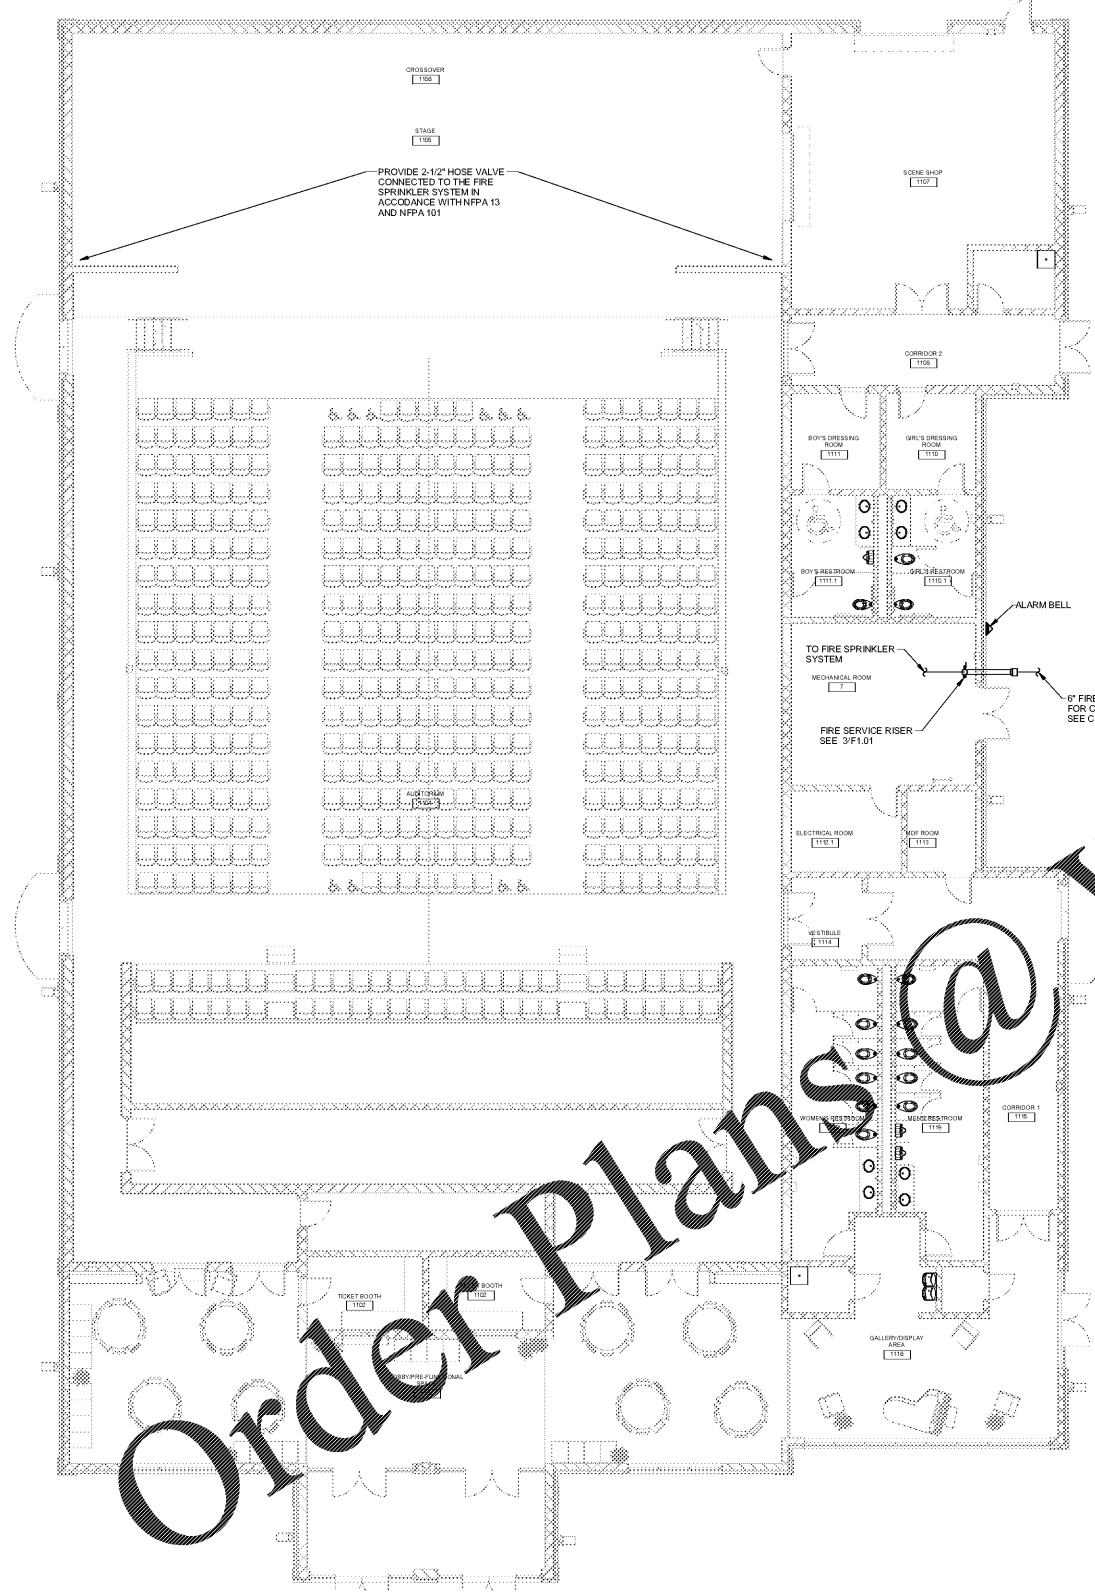 CROSSOVER
1106
STAGE
1105
PROVIDE 2-1/2" HOSE VALVE
CONNECTED TO THE FIRE
SPRINKLER SYSTEM IN
ACCODANCE WITH NFPA 13
AND NFPA 101
SCENE SHOP
1107
CORRIDOR 2
BOY'S DRESSING
ROOM
1111
GIRL'S DRESSING
ROOM
1110
BOY'S RESTROOM
1111.1
GIRL'S RESTROOM
1110.1
ALARM BELL
TO FIRE SPRINKLER
SYSTEM
MECHANICAL ROOM
7
6" FIRE
FOR C
SEE C
FIRE SERVICE RISER
SEE 3/F1.01
AUDITORIUM
ELECTRICAL ROOM
1112.1
MDF ROOM
1113
VESTIBULE
1114
CORRIDOR 1
1115
WOMEN'S RESTROOM
MEN'S RESTROOM
1119
TICKET BOOTH
1102
BOOTH
1102
GALLERY/DISPLAY
AREA
1116
LOBBY/PRE-FUNCTIONAL
Order Plans @